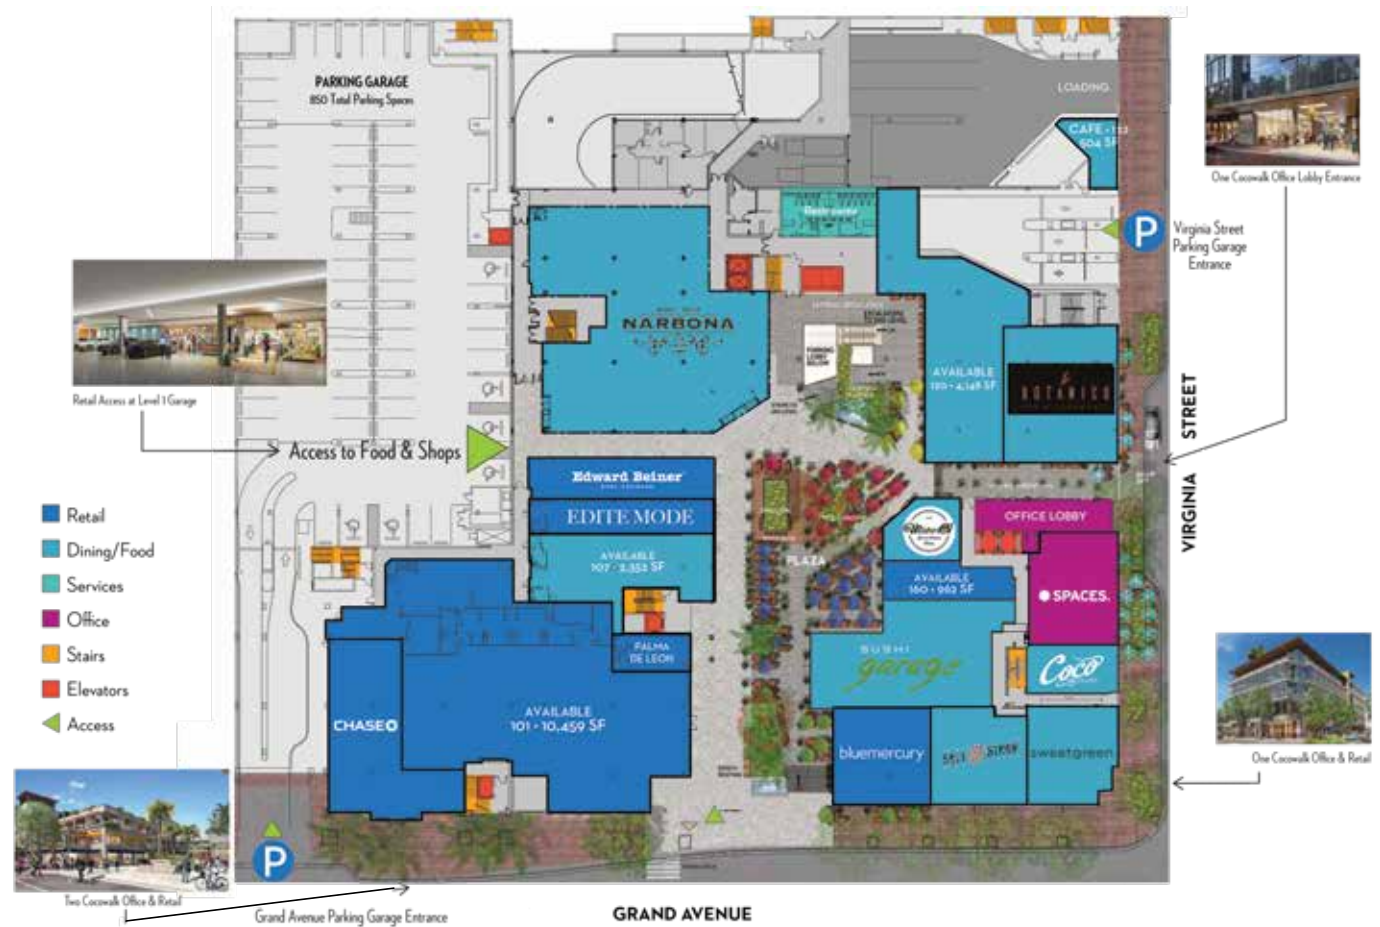 PARKING GARAGE
850 Total Parking Spaces
LOADING
CAFE - 112
504 SF
One Cocowalk Office Lobby Entrance
P
Virginia Street
Parking Garage
Entrance
NARBONA
AVAILABLE
120 - 4,148 SF
BOTANICO
Retail Access at Level 1 Garage
Access to Food & Shops
VIRGINIA STREET
Edward Beiner
EDITE MODE
AVAILABLE
107 - 2,352 SF
OFFICE LOBBY
PLAZA
AVAILABLE
160 - 962 SF
SPACES.
Retail
Dining/Food
Services
Office
Stairs
Elevators
Access
PALMA
DE LEON
SUSHI
garage
Coco
CHASE
AVAILABLE
101 - 10,459 SF
bluemercury
sweetgreen
One Cocowalk Office & Retail
P
Two Cocowalk Office & Retail
Grand Avenue Parking Garage Entrance
GRAND AVENUE